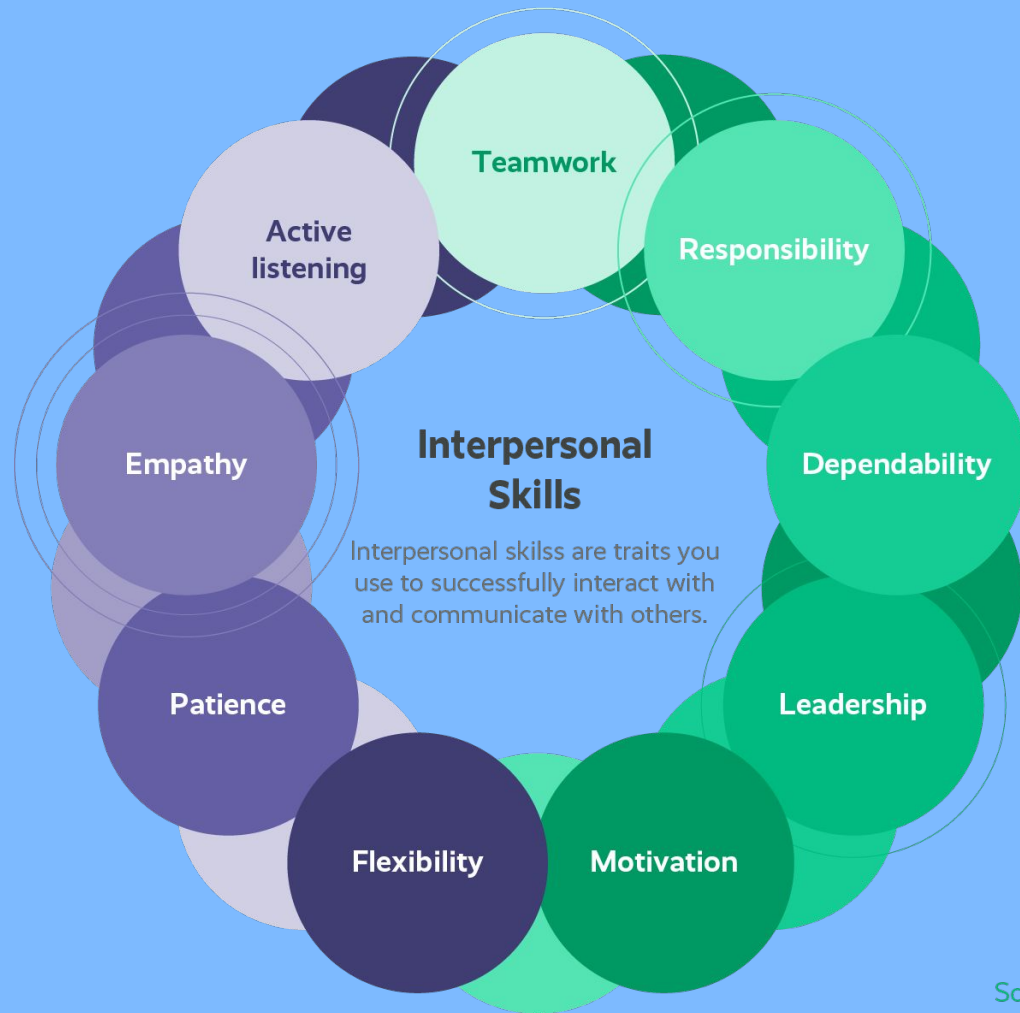 Teamwork
Responsibility
Dependability
Leadership
Motivation
Flexibility
Patience
Empathy
Active
listening
Interpersonal
Skills
Interpersonal skilss are traits you
use to successfully interact with
and communicate with others.